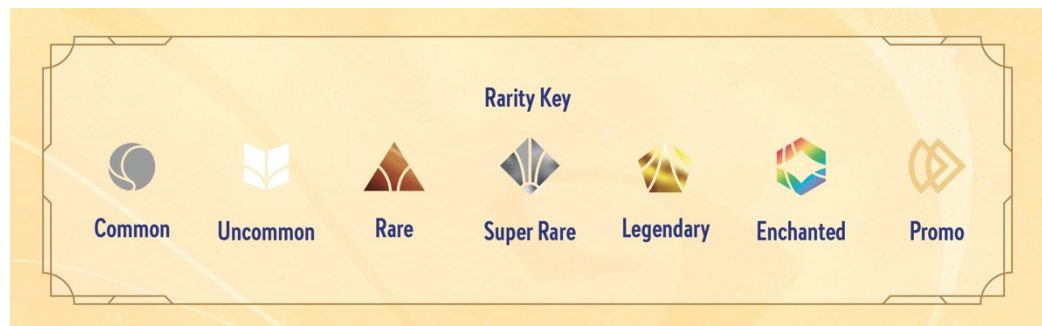 Rarity Key
Common
Uncommon
Rare
Super Rare
Legendary
Enchanted
Promo